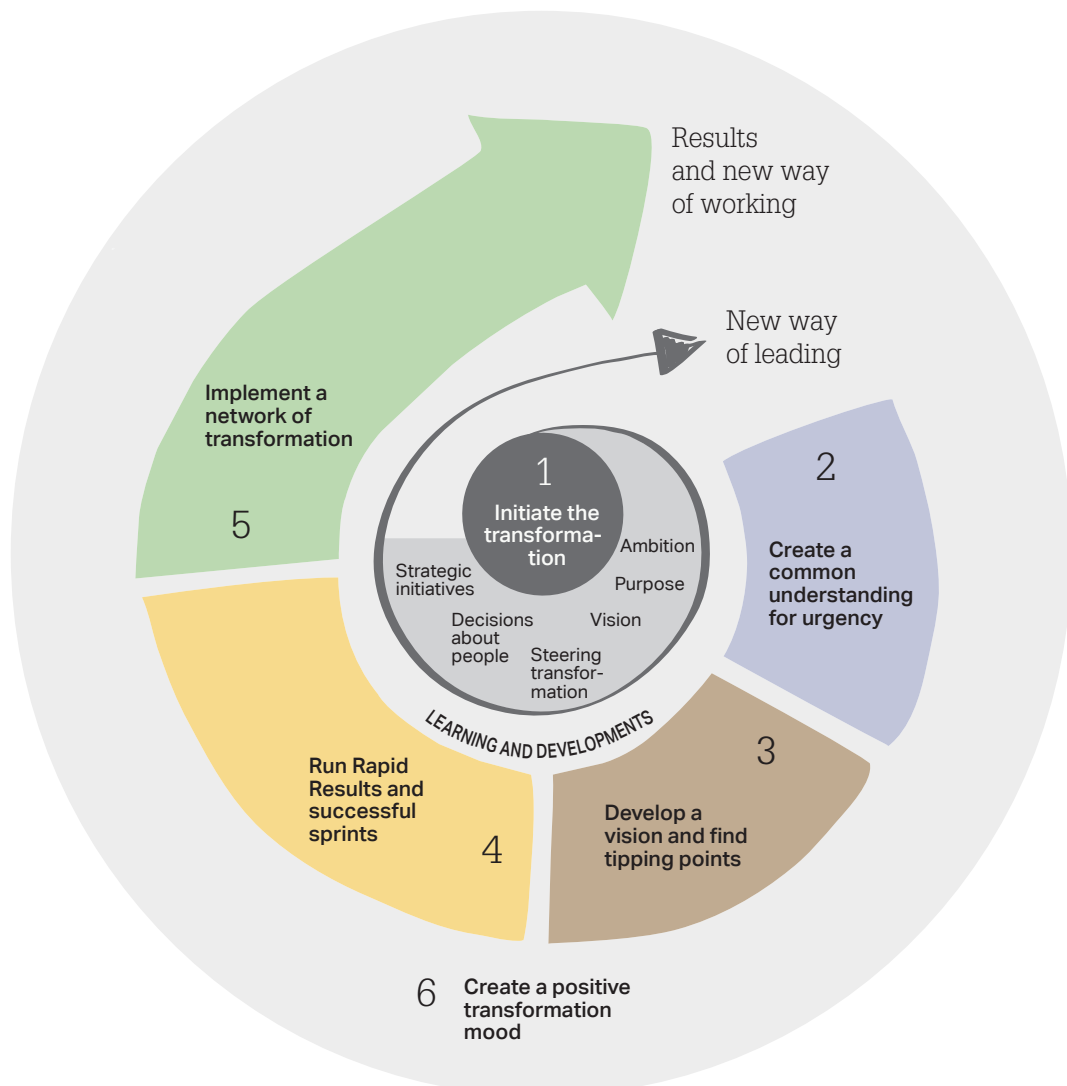 Results
and new way
of working
New way
of leading
Implement a
network of
transformation
5
1
Initiate the
transforma-
tion
Ambition
Purpose
Vision
Steering
transfor-
mation
Decisions
about
people
Strategic
initiatives
2
Create a
common
understanding
for urgency
LEARNING AND DEVELOPMENTS
3
Develop a
vision and find
tipping points
Run Rapid
Results and
successful
sprints
4
6
Create a positive
transformation
mood